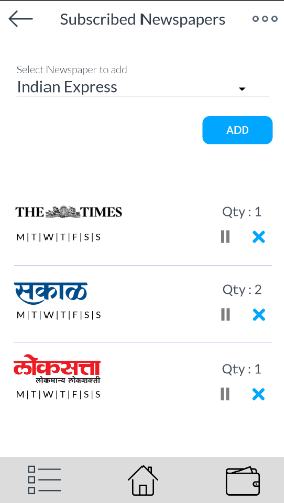 Subscribed Newspapers
Select Newspaper to add
Indian Express
ADD
THE TIMES
Qty : 1
M|T|W|T|F|S|S
सकाळ
Qty : 2
M|T|W|T|F|S|S
लोकसत्ता
लोकमान्य लोकशक्ती
Qty : 1
M|T|W|T|F|S|S